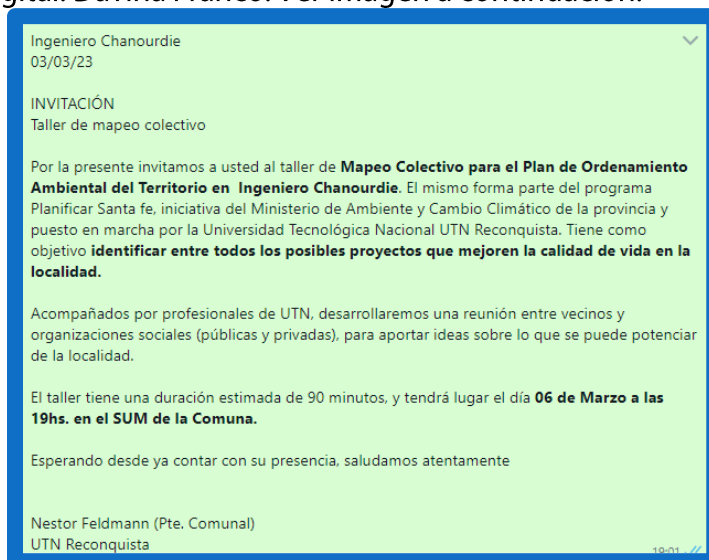 Ingeniero Chanourdie
03/03/23
INVITACIÓN
Taller de mapeo colectivo
Por la presente invitamos a usted al taller de Mapeo Colectivo para el Plan de Ordenamiento
Ambiental del Territorio en  Ingeniero Chanourdie. El mismo forma parte del programa
Planificar Santa fe, iniciativa del Ministerio de Ambiente y Cambio Climático de la provincia y
puesto en marcha por la Universidad Tecnológica Nacional UTN Reconquista. Tiene como
objetivo identificar entre todos los posibles proyectos que mejoren la calidad de vida en la
localidad.
Acompañados por profesionales de UTN, desarrollaremos una reunión entre vecinos y
organizaciones sociales (públicas y privadas), para aportar ideas sobre lo que se puede potenciar
de la localidad.
El taller tiene una duración estimada de 90 minutos, y tendrá lugar el día 06 de Marzo a las
19hs. en el SUM de la Comuna.
Esperando desde ya contar con su presencia, saludamos atentamente
Nestor Feldmann (Pte. Comunal)
UTN Reconquista
19:01